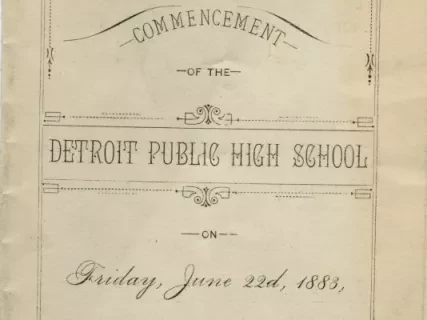 COMMENCEMENT
—OF THE—
DETROIT PUBLIC HIGH SCHOOL
—ON—
Friday, June 22d, 1883,